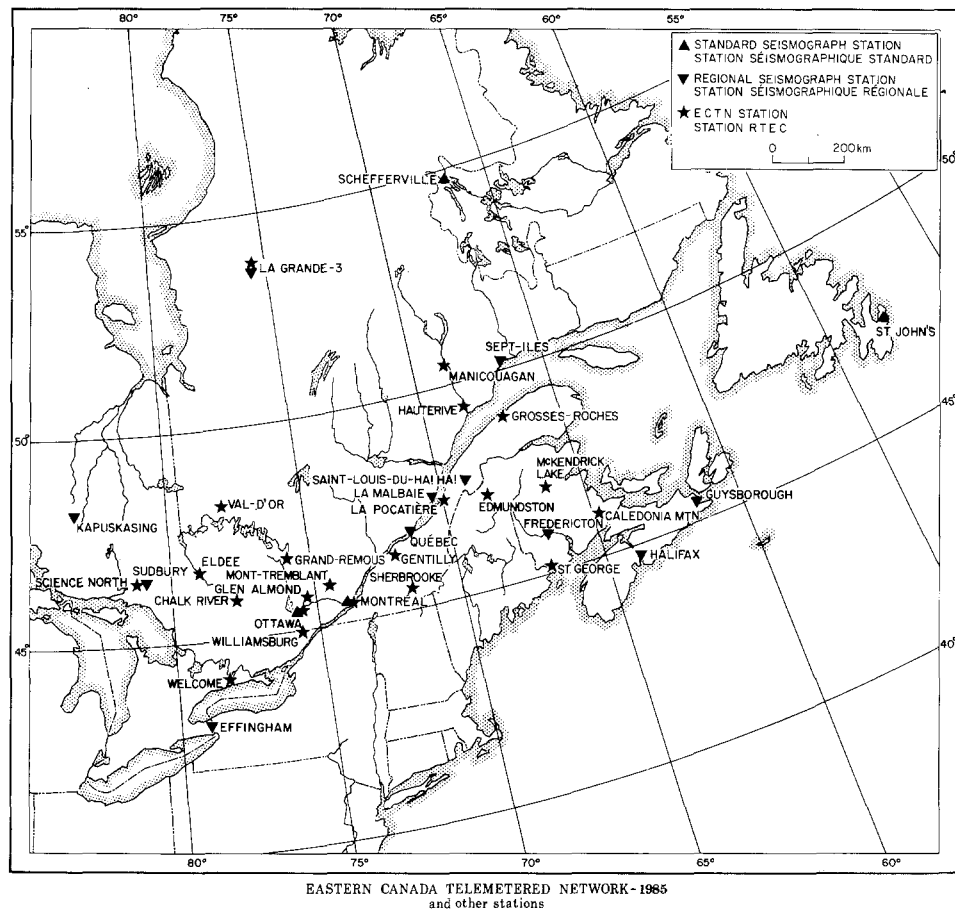 80°
75°
70°
65°
60°
55°
▲ STANDARD SEISMOGRAPH STATION
STATION SÉISMOGRAPHIQUE STANDARD
▼ REGIONAL SEISMOGRAPH STATION
STATION SÉISMOGRAPHIQUE RÉGIONALE
★ ECTN STATION
STATION RTEC
0 200km
50°
SCHEFFERVILLE
55°
LA GRANDE-3
ST JOHN'S
SEPT-ILES
MANICOUAGAN
HAUTERIVE
GROSSES-ROCHES
45°
50°
McKENDRICK
LAKE
SAINT-LOUIS-DU-HA! HA!
LA MALBAIE
LA POCATIÈRE
EDMUNDSTON
GUYSBOROUGH
VAL-D'OR
CALEDONIA MTN.
KAPUSKASING
FREDERICTON
QUÉBEC
GRAND-REMOUS
GENTILLY
HALIFAX
ELDEE
ST GEORGE
SUDBURY
SCIENCE NORTH
MONT-TREMBLANT
SHERBROOKE
GLEN ALMOND
CHALK RIVER
MONTRÉAL
OTTAWA
WILLIAMSBURG
45°
WELCOME
EFFINGHAM
80°
75°
70°
65°
60°
EASTERN CANADA TELEMETERED NETWORK-1985
and other stations